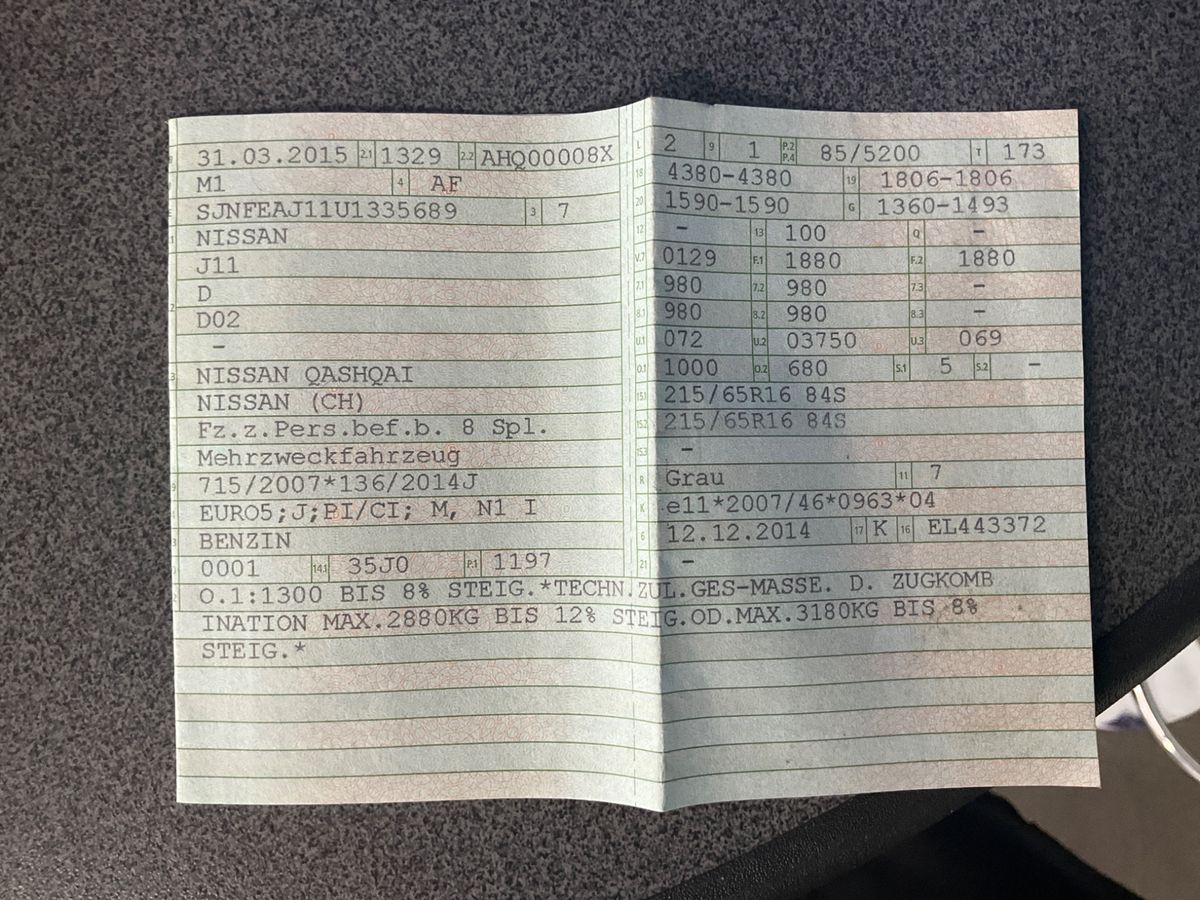 31.03.2015 2.1 1329 2.2 AHQ00008X
M1 4 AF
SJNFEAJ11U1335689 3 7
NISSAN
J11
D
D02
–
NISSAN QASHQAI
NISSAN (CH)
Fz.z.Pers.bef.b. 8 Spl.
Mehrzweckfahrzeug
715/2007*136/2014J
EURO5;J;PI/CI; M, N1 I
BENZIN
0001 14.1 35J0 P.1 1197
L 2 9 1 P.2 P.4 85/5200 T 173
18 4380-4380 19 1806-1806
20 1590-1590 G 1360-1493
12 – 13 100 Q –
V.7 0129 F.1 1880 F.2 1880
7.1 980 7.2 980 7.3 –
8.1 980 8.2 980 8.3 –
U.1 072 U.2 03750 U.3 069
O.1 1000 O.2 680 S.1 5 S.2 –
15.1 215/65R16 84S
15.2 215/65R16 84S
15.3 –
R Grau 11 7
K e11*2007/46*0963*04
6 12.12.2014 17 K 16 EL443372
21 –
O.1:1300 BIS 8% STEIG.*TECHN.ZUL.GES-MASSE. D. ZUGKOMB
INATION MAX.2880KG BIS 12% STEIG.OD.MAX.3180KG BIS 8%
STEIG.*